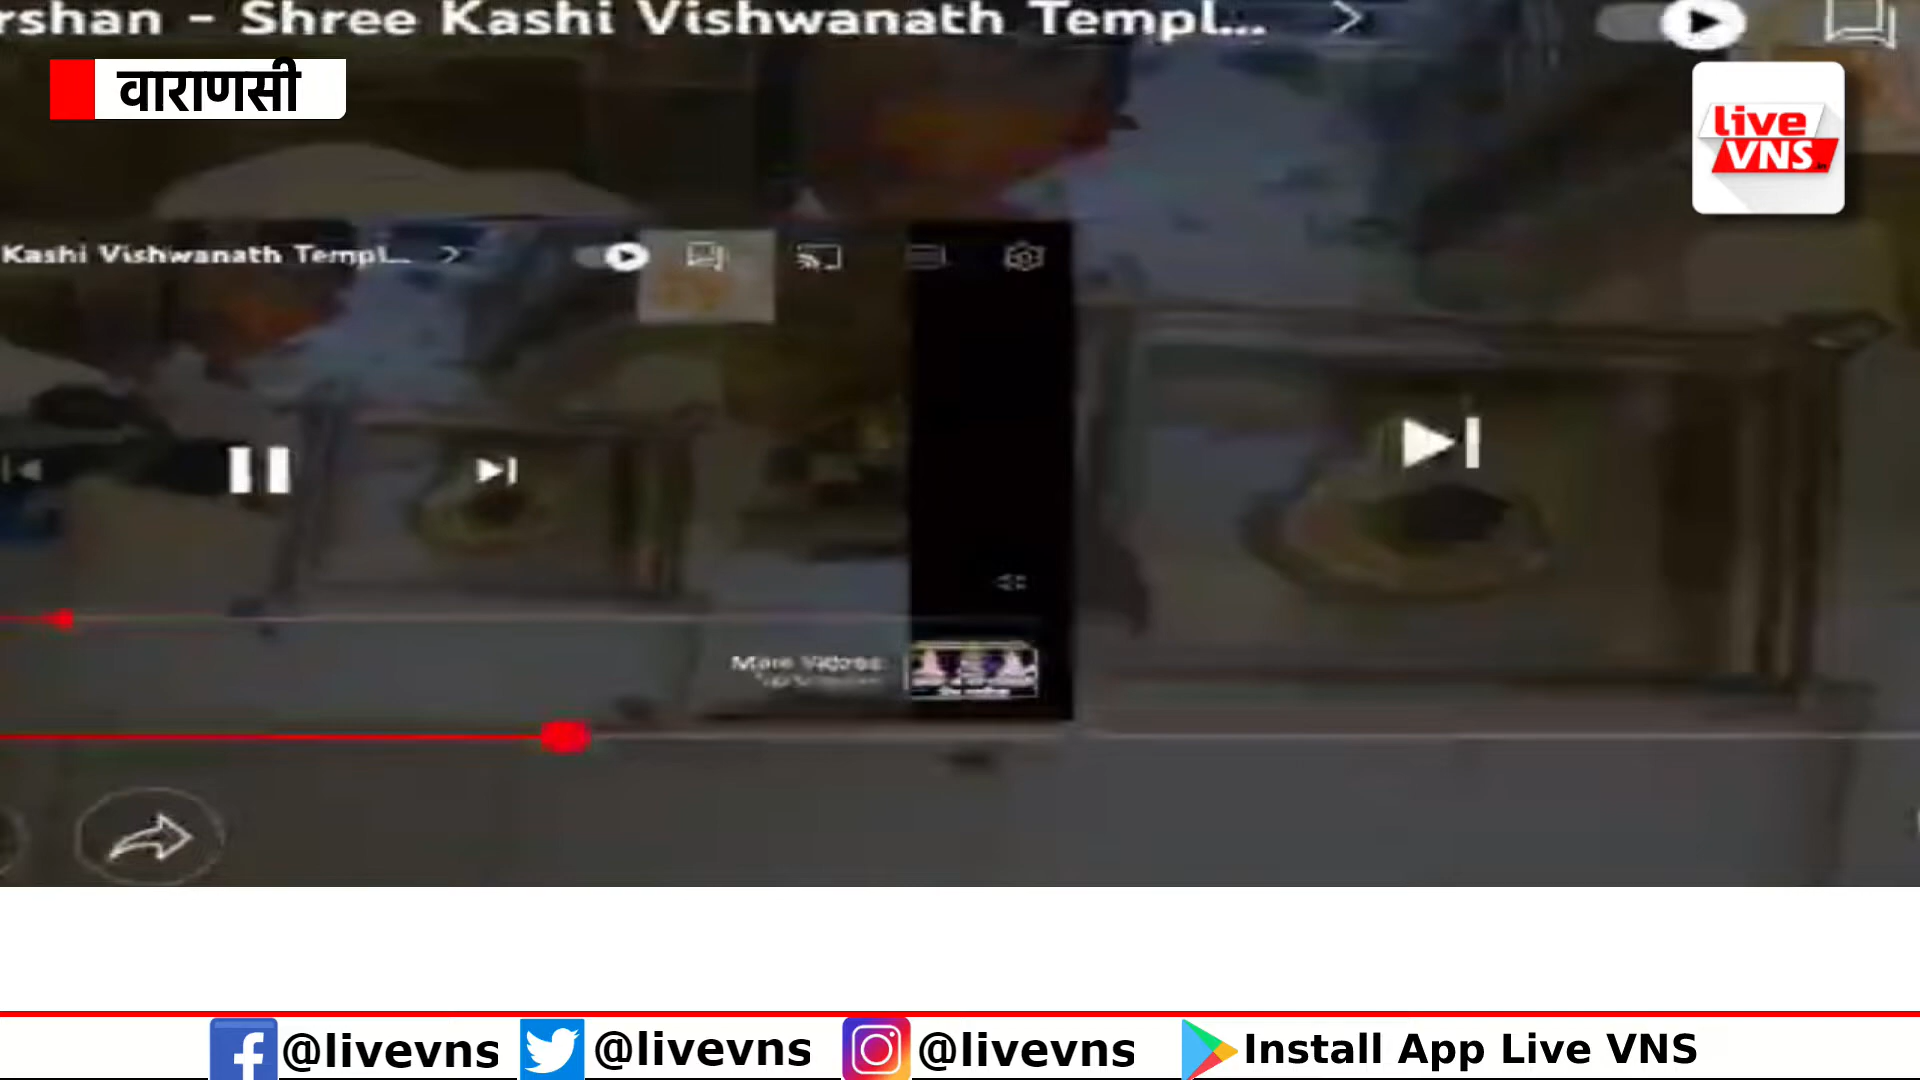 rshan - Shree Kashi Vishwanath Templ...
वाराणसी
live
VNS
Kashi Vishwanath Templ...
More Videos
@livevns @livevns @livevns Install App Live VNS